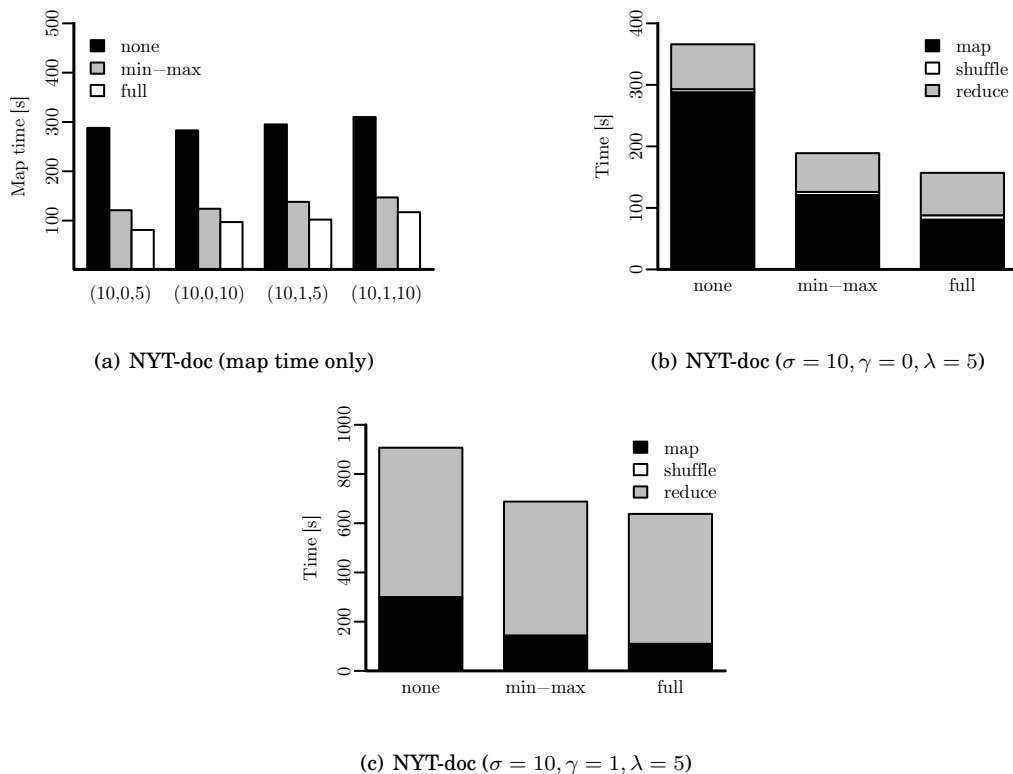 500
400
300
200
100
Map time [s]
none
min−max
full
(10,0,5) (10,0,10) (10,1,5) (10,1,10)
(a) NYT-doc (map time only)
400
300
200
100
0
Time [s]
map
shuffle
reduce
none min−max full
(b) NYT-doc (σ = 10, γ = 0, λ = 5)
1000
800
600
400
200
0
Time [s]
map
shuffle
reduce
none min−max full
(c) NYT-doc (σ = 10, γ = 1, λ = 5)